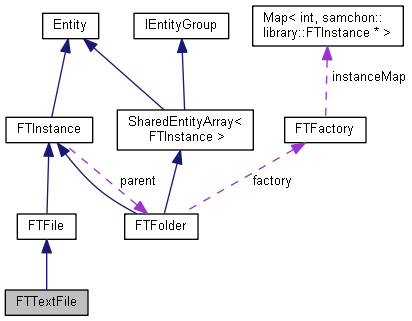 Entity
IEntityGroup
Map< int, samchon::
library::FTInstance * >
instanceMap
FTInstance
SharedEntityArray<
FTInstance >
FTFactory
parent
factory
FTFile
FTFolder
FTTextFile